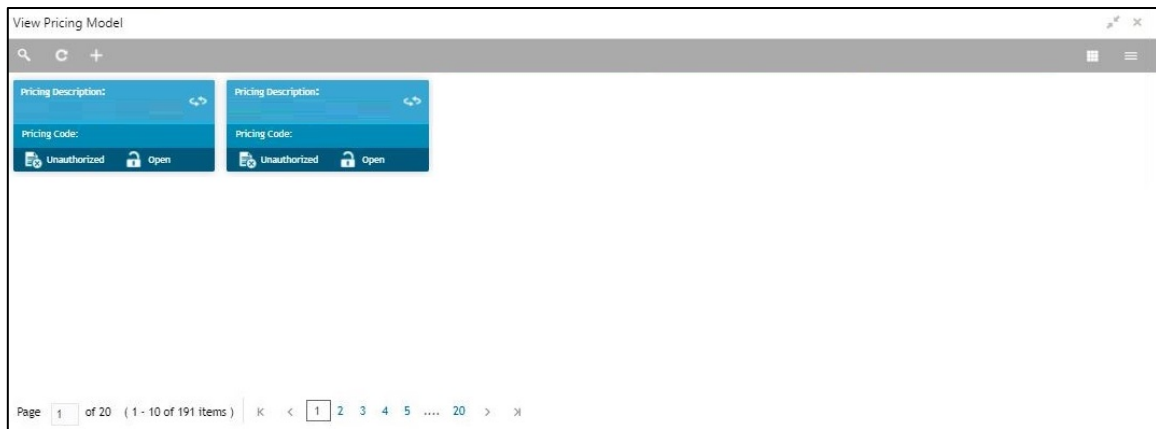 View Pricing Model
Pricing Description:
Pricing Code:
Unauthorized Open
Pricing Description:
Pricing Code:
Unauthorized Open
Page 1 of 20 ( 1 - 10 of 191 items ) K < 1 2 3 4 5 .... 20 >